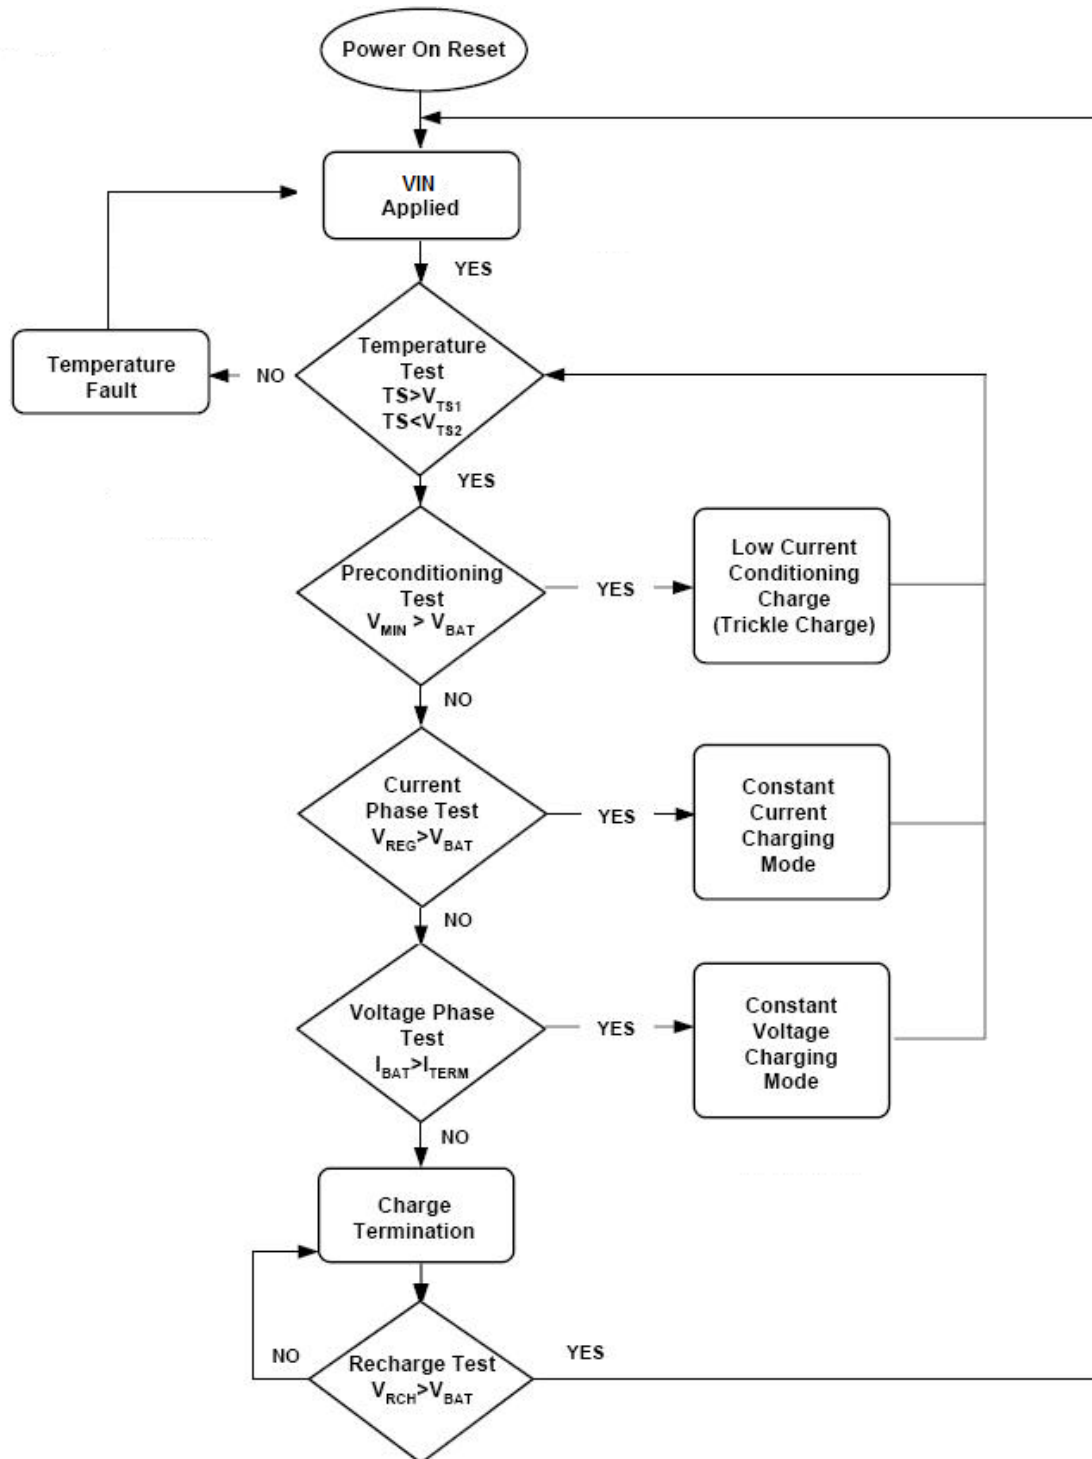 Power On Reset
VIN
Applied
YES
Temperature
Test
TS>VTS1
TS<VTS2
NO
Temperature
Fault
YES
Preconditioning
Test
VMIN > VBAT
YES
Low Current
Conditioning
Charge
(Trickle Charge)
NO
Current
Phase Test
VREG>VBAT
YES
Constant
Current
Charging
Mode
NO
Voltage Phase
Test
IBAT>ITERM
YES
Constant
Voltage
Charging
Mode
NO
Charge
Termination
NO
Recharge Test
VRCH>VBAT
YES